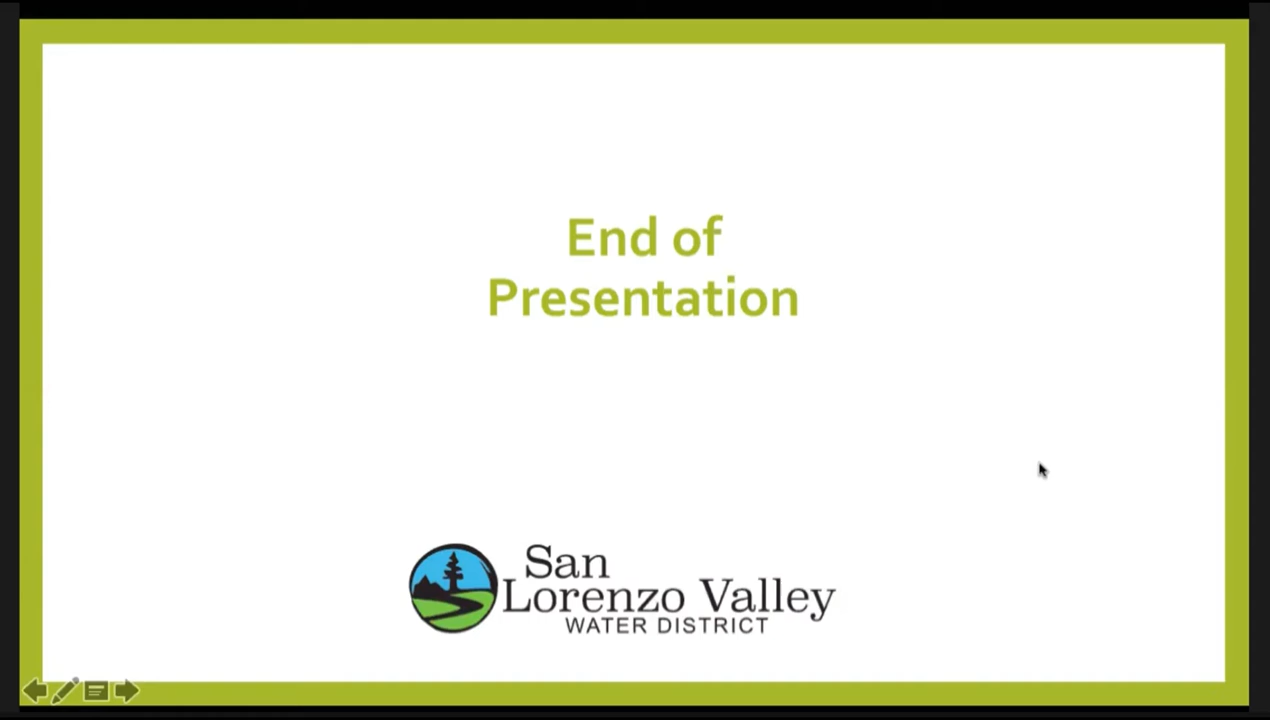 End of
Presentation
San
Lorenzo Valley
WATER DISTRICT